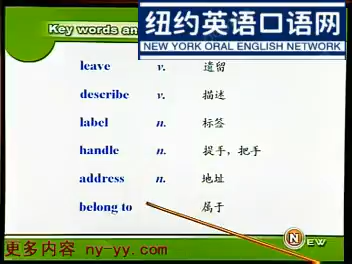 Key words an
纽约英语口语网
NEW YORK ORAL ENGLISH NETWORK
leave v. 遗留
describe v. 描述
label n. 标签
handle n. 提手，把手
address n. 地址
belong to 属于
NEW
更多内容 ny-yy.com